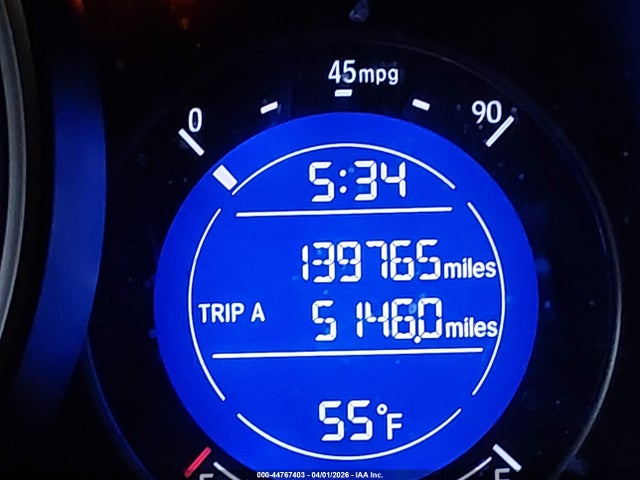 45mpg
0 90
5:34
139765 miles
TRIP A 5146.0 miles
55°F
000-44767403 - 04/01/2026 - IAA Inc.